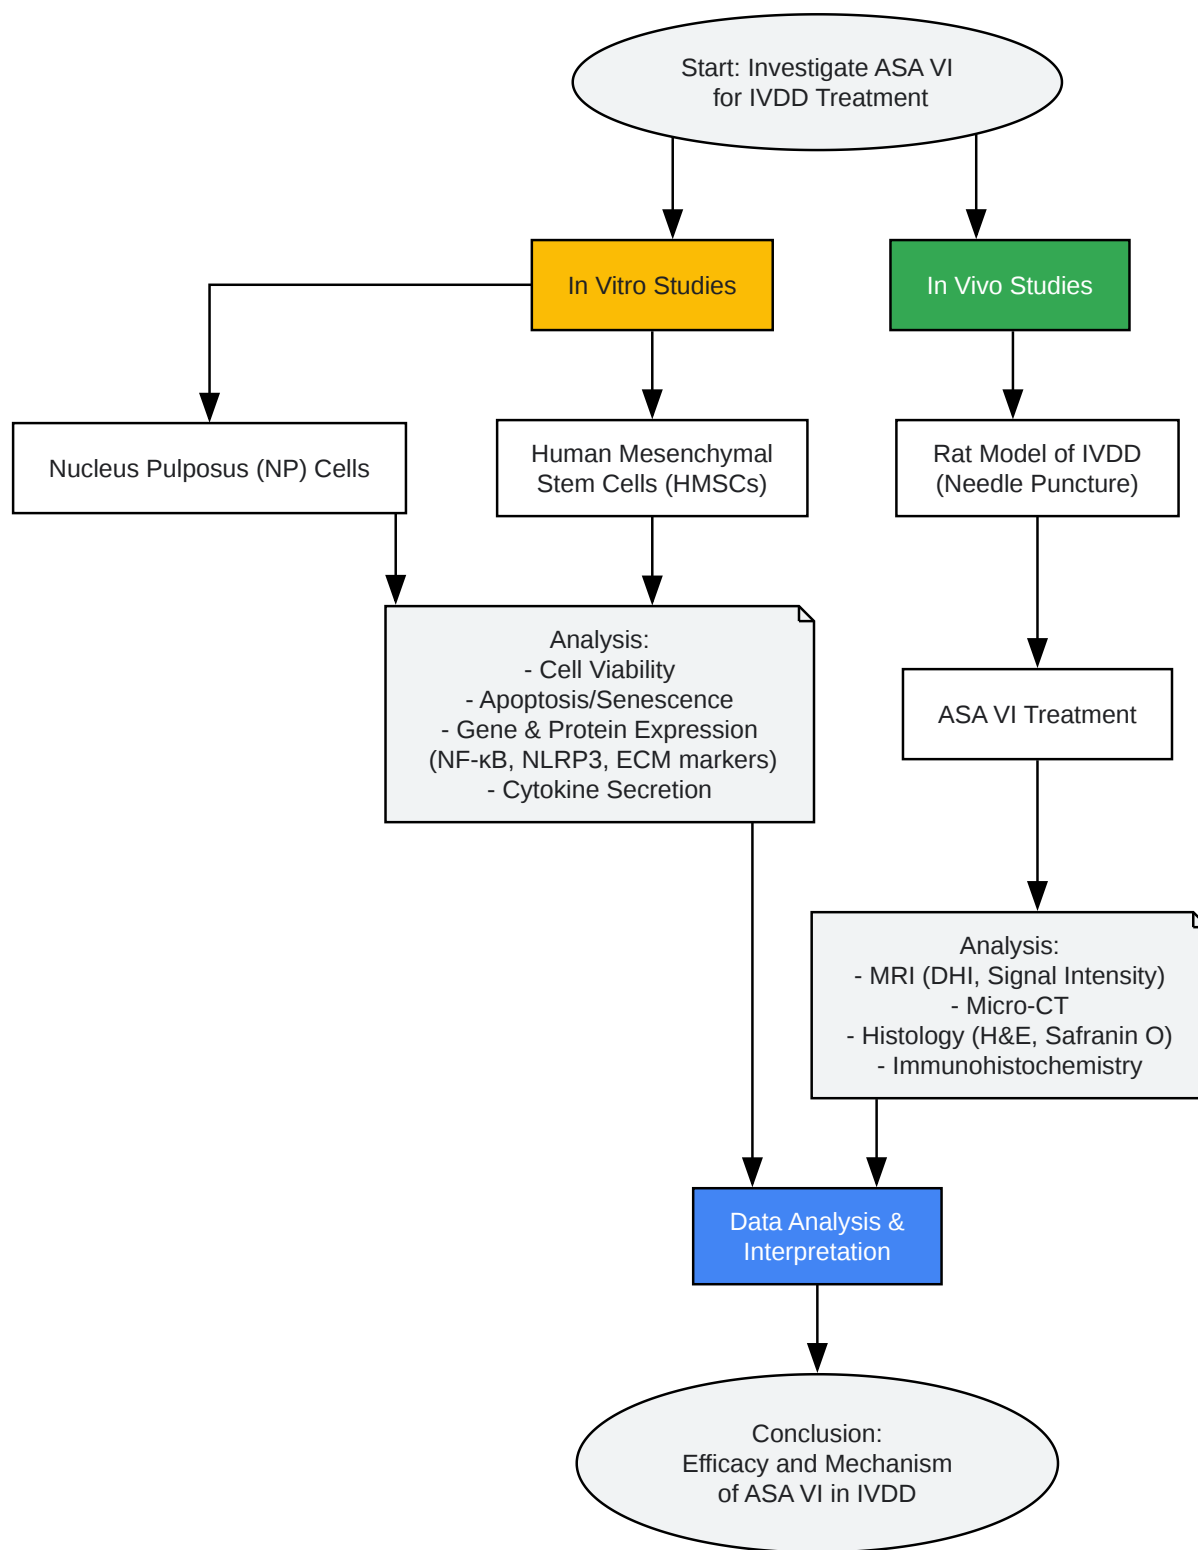 Start: Investigate ASA VI
for IVDD Treatment
In Vitro Studies
In Vivo Studies
Nucleus Pulposus (NP) Cells
Human Mesenchymal
Stem Cells (HMSCs)
Rat Model of IVDD
(Needle Puncture)
Analysis:
- Cell Viability
- Apoptosis/Senescence
- Gene & Protein Expression
(NF-κB, NLRP3, ECM markers)
- Cytokine Secretion
ASA VI Treatment
Analysis:
- MRI (DHI, Signal Intensity)
- Micro-CT
- Histology (H&E, Safranin O)
- Immunohistochemistry
Data Analysis &
Interpretation
Conclusion:
Efficacy and Mechanism
of ASA VI in IVDD